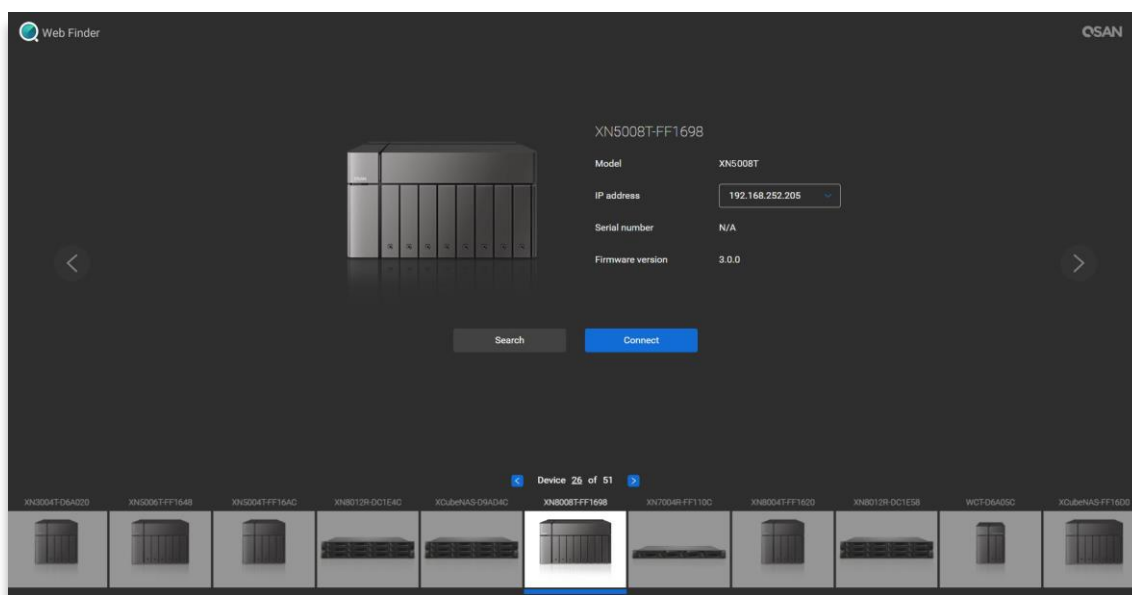 Web Finder
QSAN
XN5008T-FF1698
Model XN5008T
IP address 192.168.252.205
Serial number N/A
Firmware version 3.0.0
Search Connect
Device 26 of 51
XN3004T-D6A020 XN5006T-FF1648 XN5004T-FF16AC XN8012R-DC1E4C XCubeNAS-D9AD4C XN8008T-FF1698 XN7004R-FF110C XN8004T-FF1620 XN8012R-DC1E58 WCT-D6A05C XCubeNAS-FF16D0